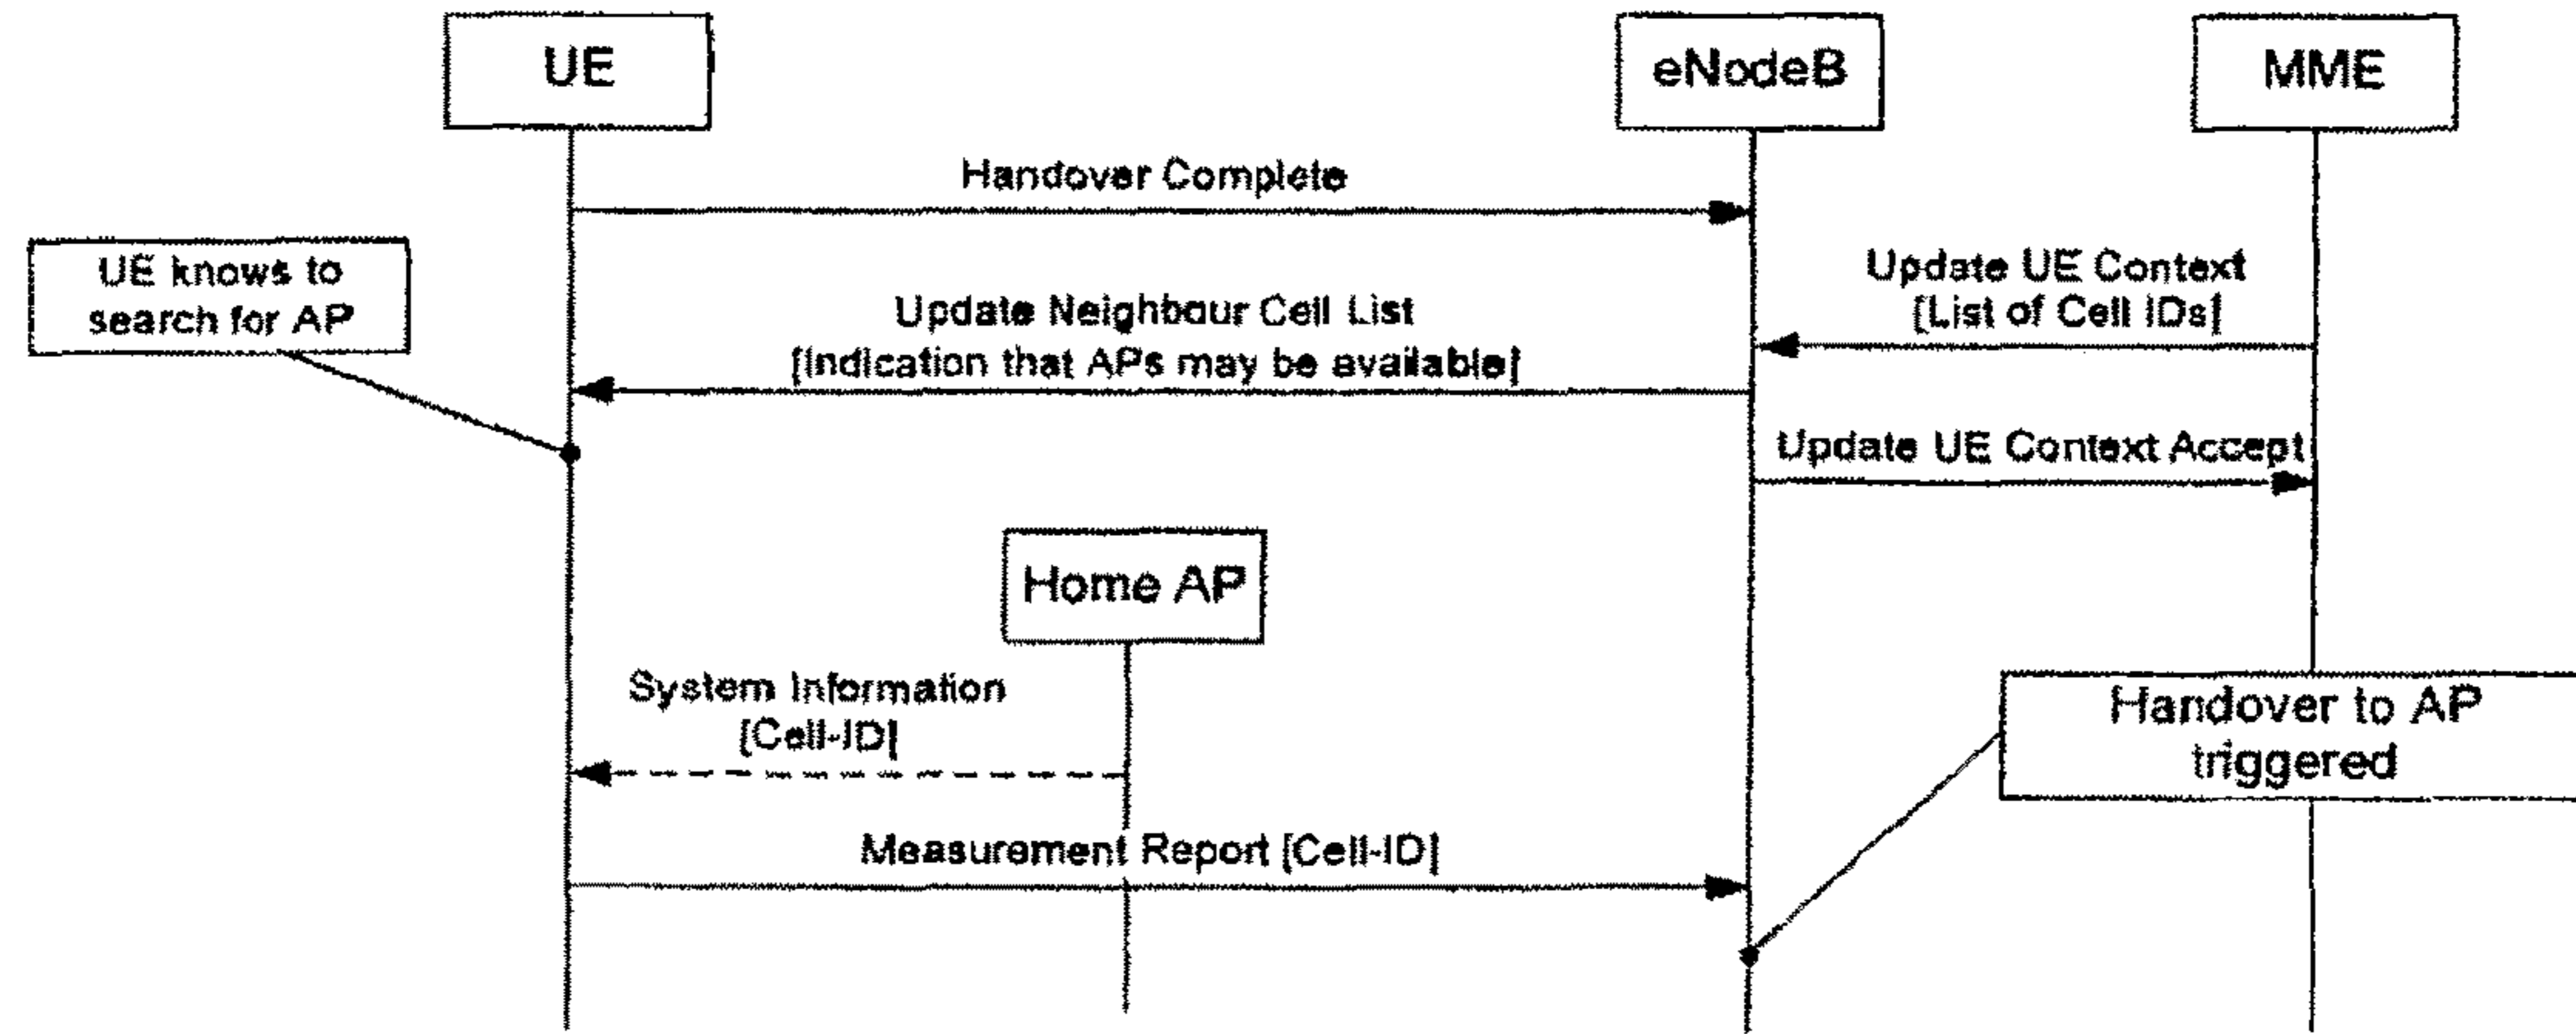 UE
eNodeB
MME
Handover Complete
UE knows to
search for AP
Update Neighbour Cell List
[Indication that APs may be available]
Update UE Context
[List of Cell IDs]
Update UE Context Accept
Home AP
System Information
[Cell-ID]
Handover to AP
triggered
Measurement Report [Cell-ID]